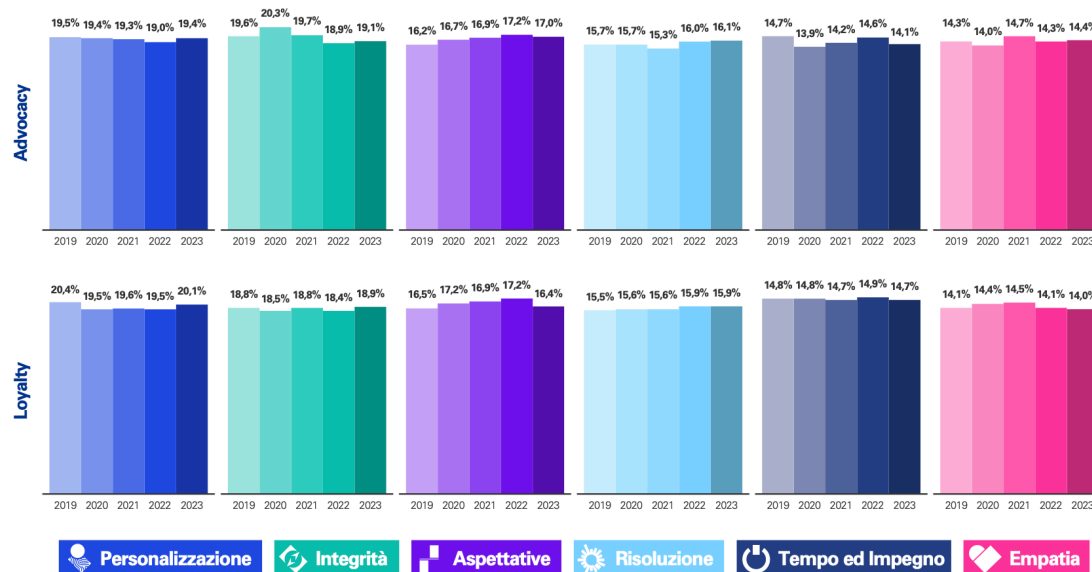 Advocacy
19,5% 19,4% 19,3% 19,0% 19,4%
2019 2020 2021 2022 2023
19,6% 20,3% 19,7% 18,9% 19,1%
2019 2020 2021 2022 2023
16,2% 16,7% 16,9% 17,2% 17,0%
2019 2020 2021 2022 2023
15,7% 15,7% 15,3% 16,0% 16,1%
2019 2020 2021 2022 2023
14,7% 13,9% 14,2% 14,6% 14,1%
2019 2020 2021 2022 2023
14,3% 14,0% 14,7% 14,3% 14,4%
2019 2020 2021 2022 2023
Loyalty
20,4% 19,5% 19,6% 19,5% 20,1%
2019 2020 2021 2022 2023
18,8% 18,5% 18,8% 18,4% 18,9%
2019 2020 2021 2022 2023
16,5% 17,2% 16,9% 17,2% 16,4%
2019 2020 2021 2022 2023
15,5% 15,6% 15,6% 15,9% 15,9%
2019 2020 2021 2022 2023
14,8% 14,8% 14,7% 14,9% 14,7%
2019 2020 2021 2022 2023
14,1% 14,4% 14,5% 14,1% 14,0%
2019 2020 2021 2022 2023
Personalizzazione
Integrità
Aspettative
Risoluzione
Tempo ed Impegno
Empatia